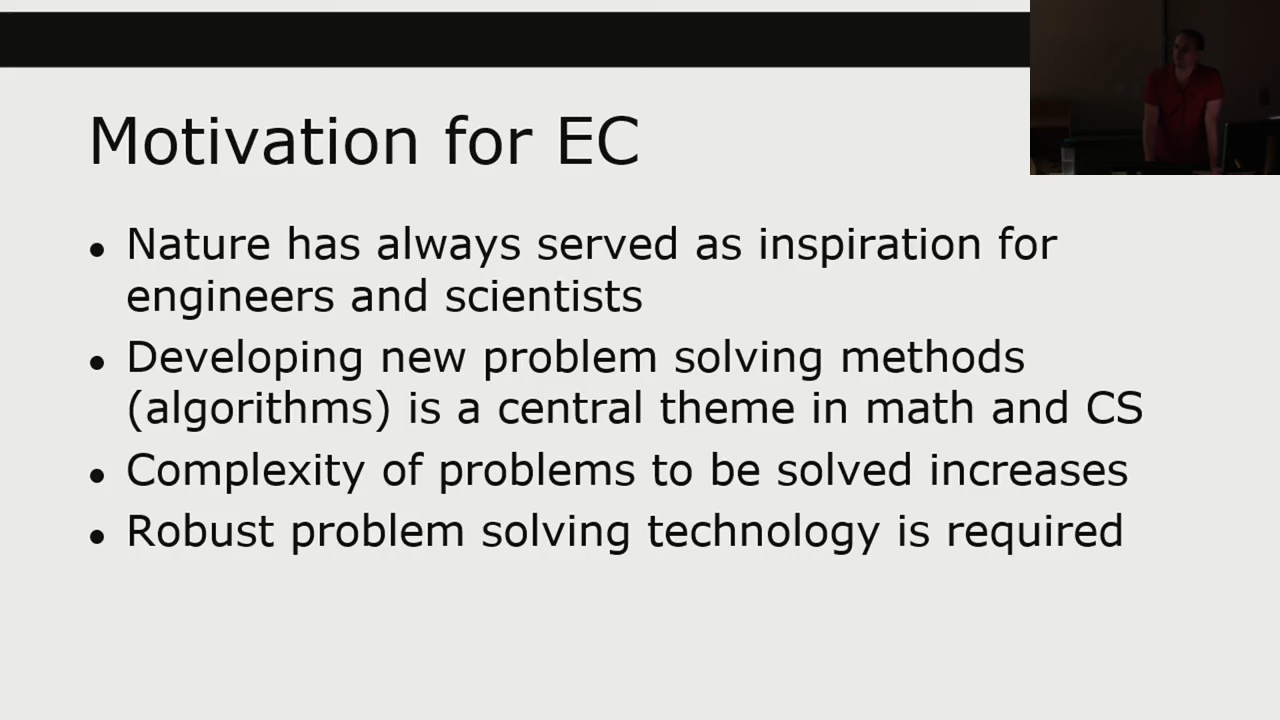 Motivation for EC
• Nature has always served as inspiration for
engineers and scientists
• Developing new problem solving methods
(algorithms) is a central theme in math and CS
• Complexity of problems to be solved increases
• Robust problem solving technology is required